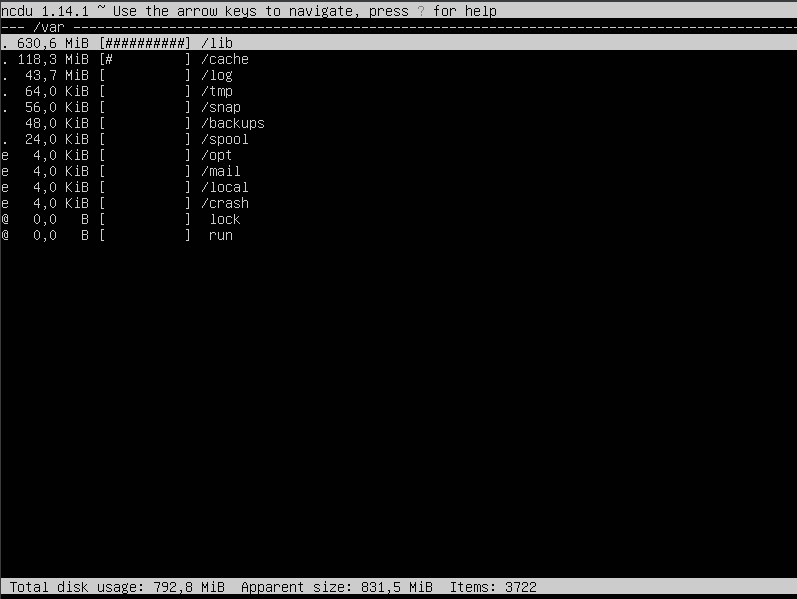 ncdu 1.14.1 ~ Use the arrow keys to navigate, press ? for help
--- /var ------------------------------------------------------------------------------------------
. 630,6 MiB [##########] /lib
. 118,3 MiB [#         ] /cache
.  43,7 MiB [          ] /log
.  64,0 KiB [          ] /tmp
.  56,0 KiB [          ] /snap
   48,0 KiB [          ] /backups
.  24,0 KiB [          ] /spool
e   4,0 KiB [          ] /opt
e   4,0 KiB [          ] /mail
e   4,0 KiB [          ] /local
e   4,0 KiB [          ] /crash
@   0,0   B [          ]  lock
@   0,0   B [          ]  run
Total disk usage: 792,8 MiB  Apparent size: 831,5 MiB  Items: 3722